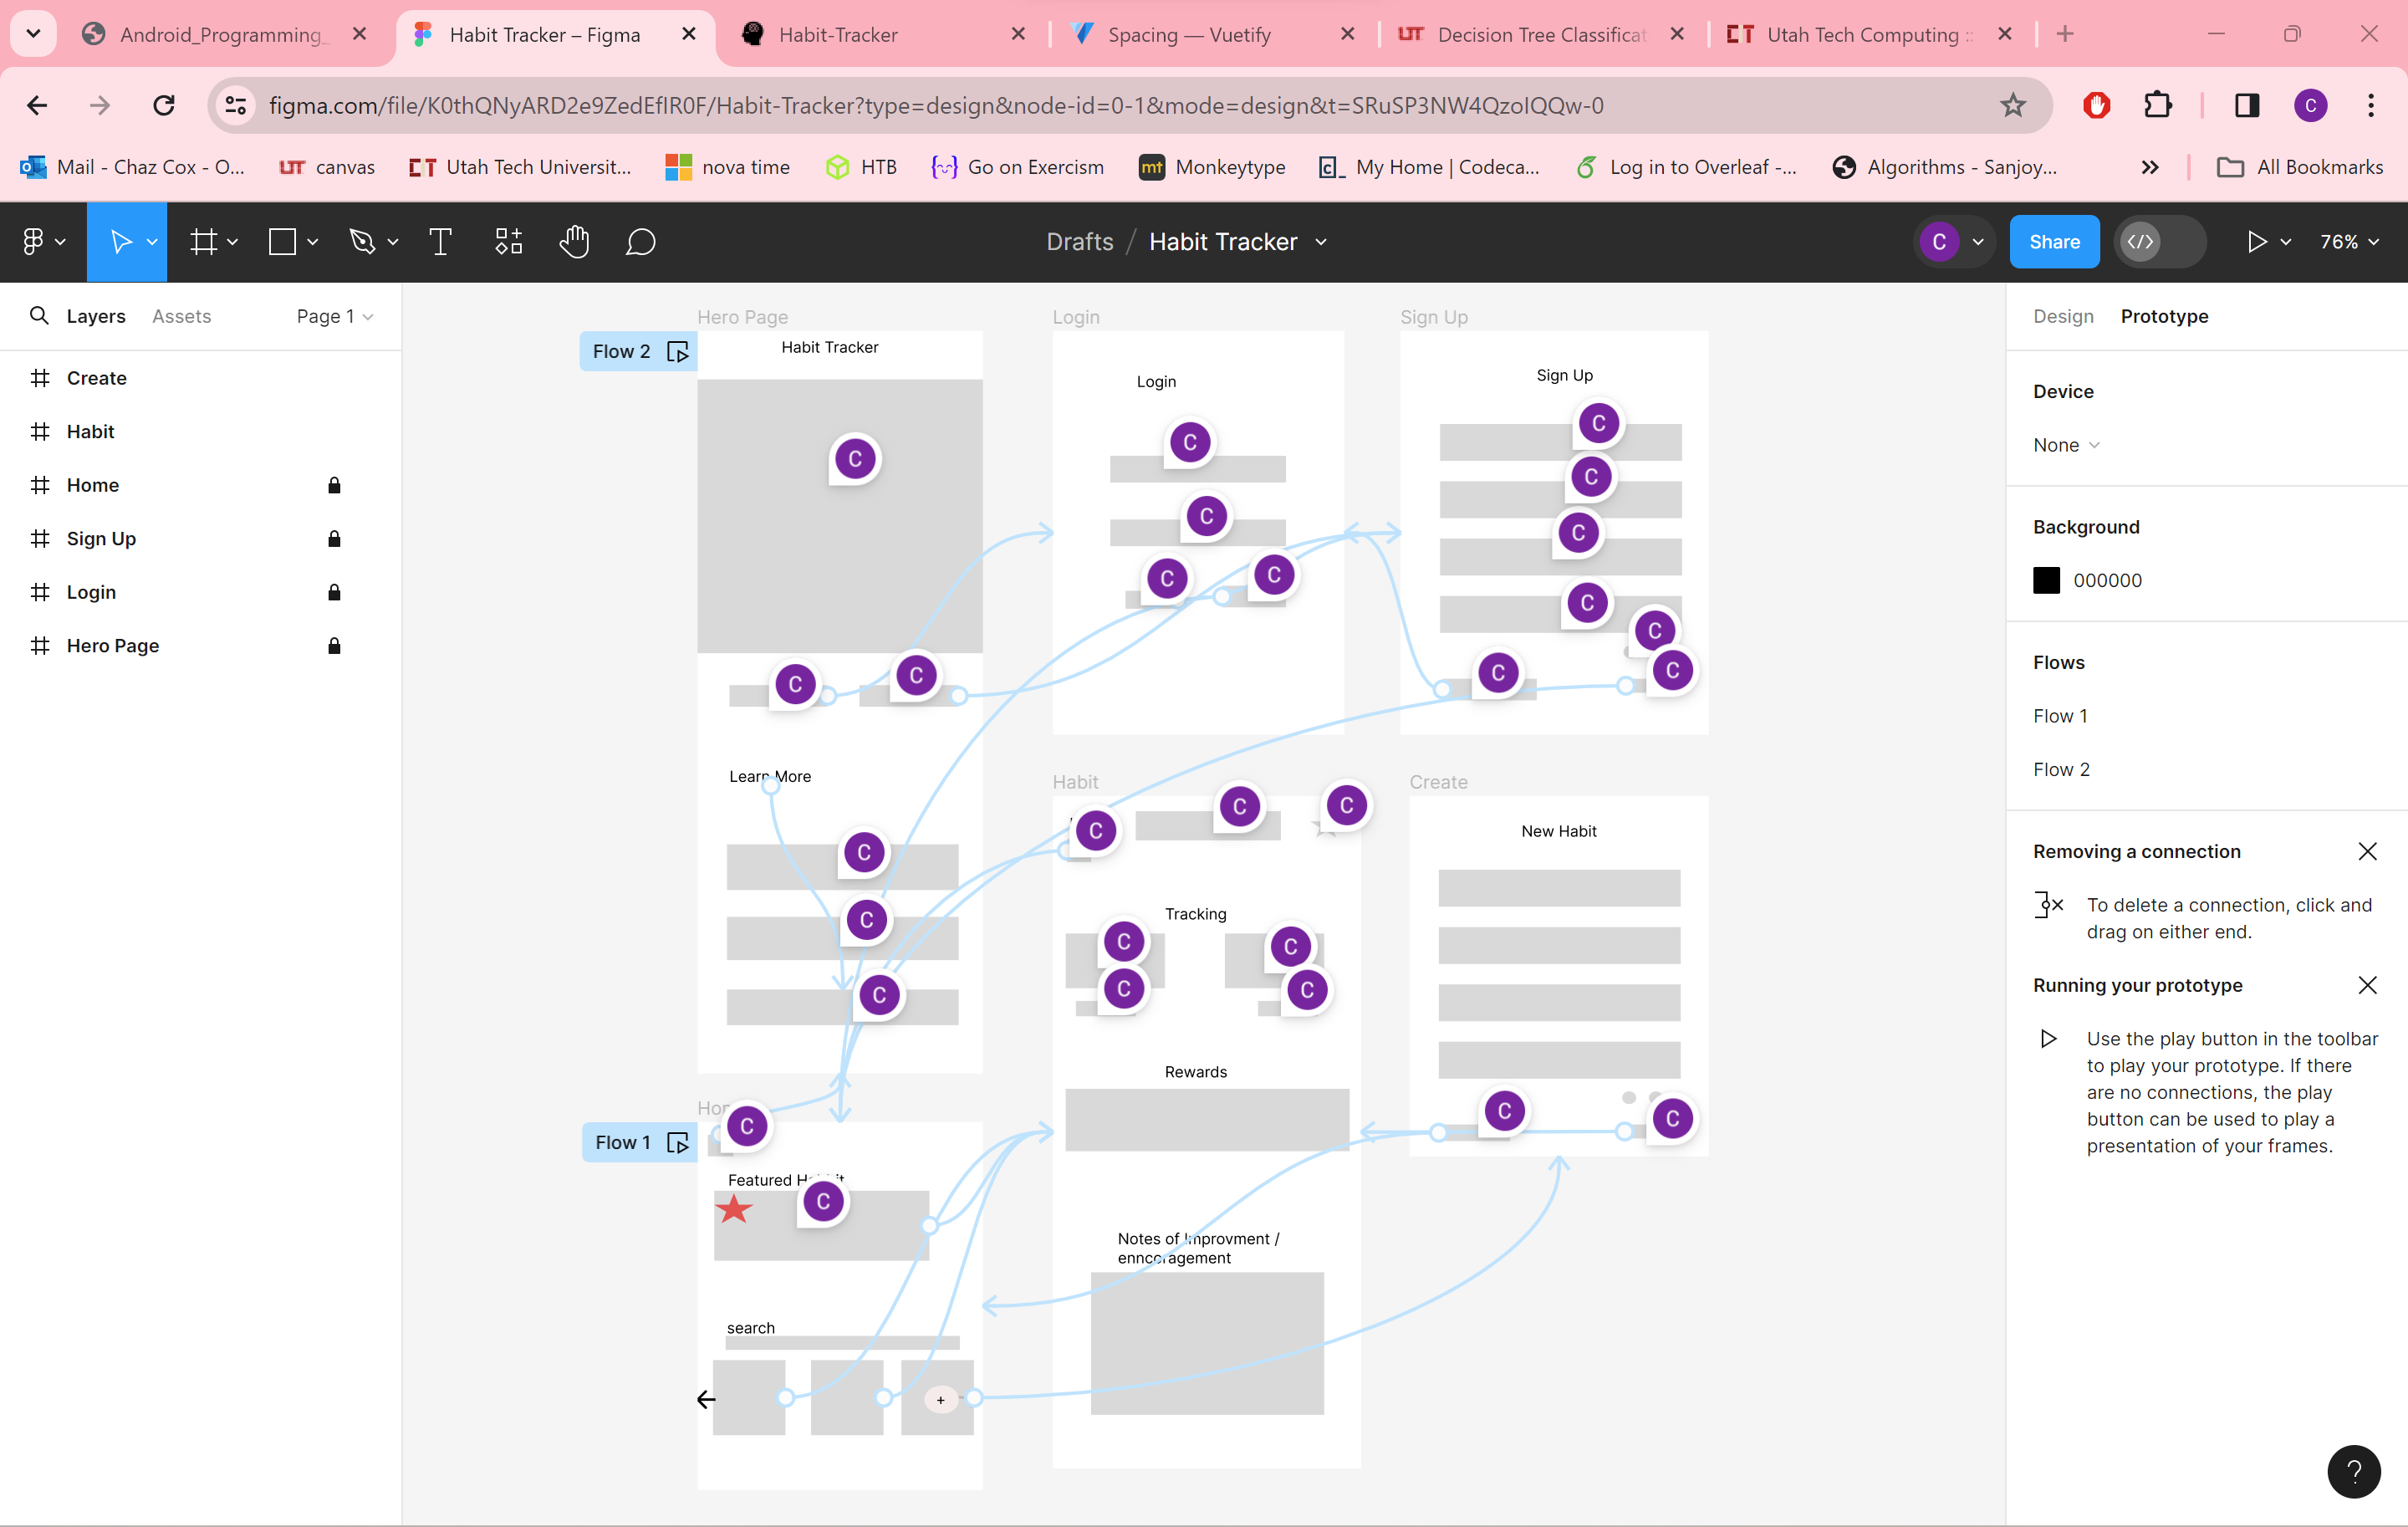 Android_Programming_
Habit Tracker – Figma
Habit-Tracker
Spacing — Vuetify
Decision Tree Classificat
Utah Tech Computing ::
figma.com/file/K0thQNyARD2e9ZedEfIR0F/Habit-Tracker?type=design&node-id=0-1&mode=design&t=SRuSP3NW4QzoIQQw-0
C
Mail - Chaz Cox - O...
canvas
Utah Tech Universit...
nova time
HTB
Go on Exercism
mt
Monkeytype
My Home | Codeca...
Log in to Overleaf -...
Algorithms - Sanjoy...
All Bookmarks
Drafts / Habit Tracker
C
Share
76%
Layers
Assets
Page 1
Create
Habit
Home
Sign Up
Login
Hero Page
Hero Page
Flow 2
Habit Tracker
C
C
C
Learn More
C
C
C
Login
Login
C
C
C
C
Sign Up
Sign Up
C
C
C
C
C
C
C
Habit
C
C
C
Tracking
C
C
C
C
Rewards
Notes of Improvment /
enncoragement
Create
New Habit
C
C
Flow 1
C
C
search
+
Design
Prototype
Device
None
Background
000000
Flows
Flow 1
Flow 2
Removing a connection
To delete a connection, click and
drag on either end.
Running your prototype
Use the play button in the toolbar
to play your prototype. If there
are no connections, the play
button can be used to play a
presentation of your frames.
?